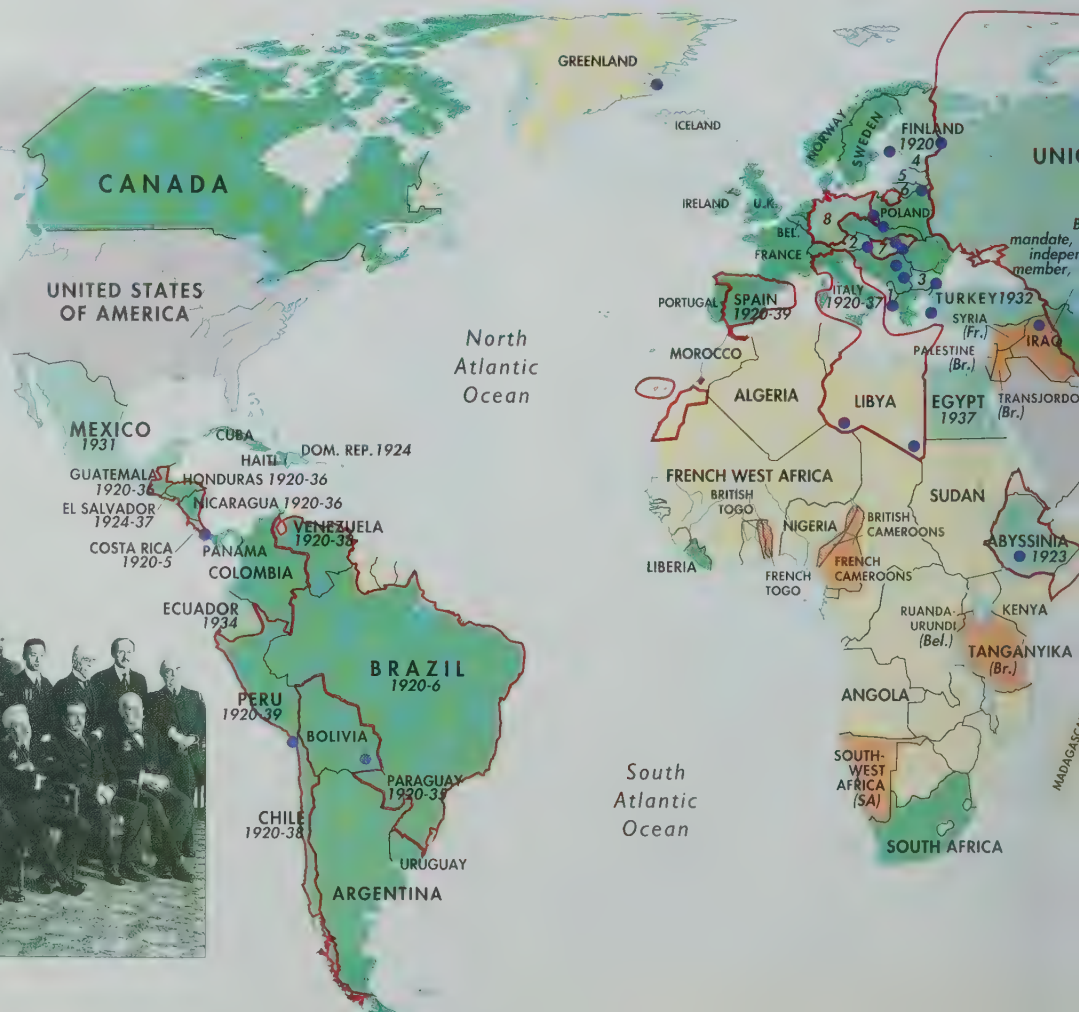 GREENLAND
ICELAND
NORWAY
SWEDEN
FINLAND
1920
4
5
6
UNIO
CANADA
IRELAND
U.K.
POLAND
8
BEL.
2
7
FRANCE
mandate,
indepen
member,
UNITED STATES
OF AMERICA
PORTUGAL
SPAIN
1920-39
ITALY
1920-37
1
3
TURKEY 1932
SYRIA
(Fr.)
IRAQ
PALESTINE
(Br.)
TRANSJORDO
(Br.)
North
Atlantic
Ocean
MOROCCO
ALGERIA
LIBYA
EGYPT
1937
MEXICO
1931
CUBA
HAITI
DOM. REP. 1924
GUATEMALA
1920-36
HONDURAS 1920-36
NICARAGUA 1920-36
EL SALVADOR
1924-37
COSTA RICA
1920-5
PANAMA
VENEZUELA
1920-38
COLOMBIA
ECUADOR
1934
FRENCH WEST AFRICA
BRITISH
TOGO
NIGERIA
BRITISH
CAMEROONS
SUDAN
ABYSSINIA
1923
LIBERIA
FRENCH
TOGO
FRENCH
CAMEROONS
RUANDA-
URUNDI
(Bel.)
KENYA
TANGANYIKA
(Br.)
BRAZIL
1920-6
PERU
1920-39
BOLIVIA
ANGOLA
PARAGUAY
1920-35
CHILE
1920-38
URUGUAY
ARGENTINA
South
Atlantic
Ocean
SOUTH-
WEST
AFRICA
(SA)
MADAGASCA
SOUTH AFRICA